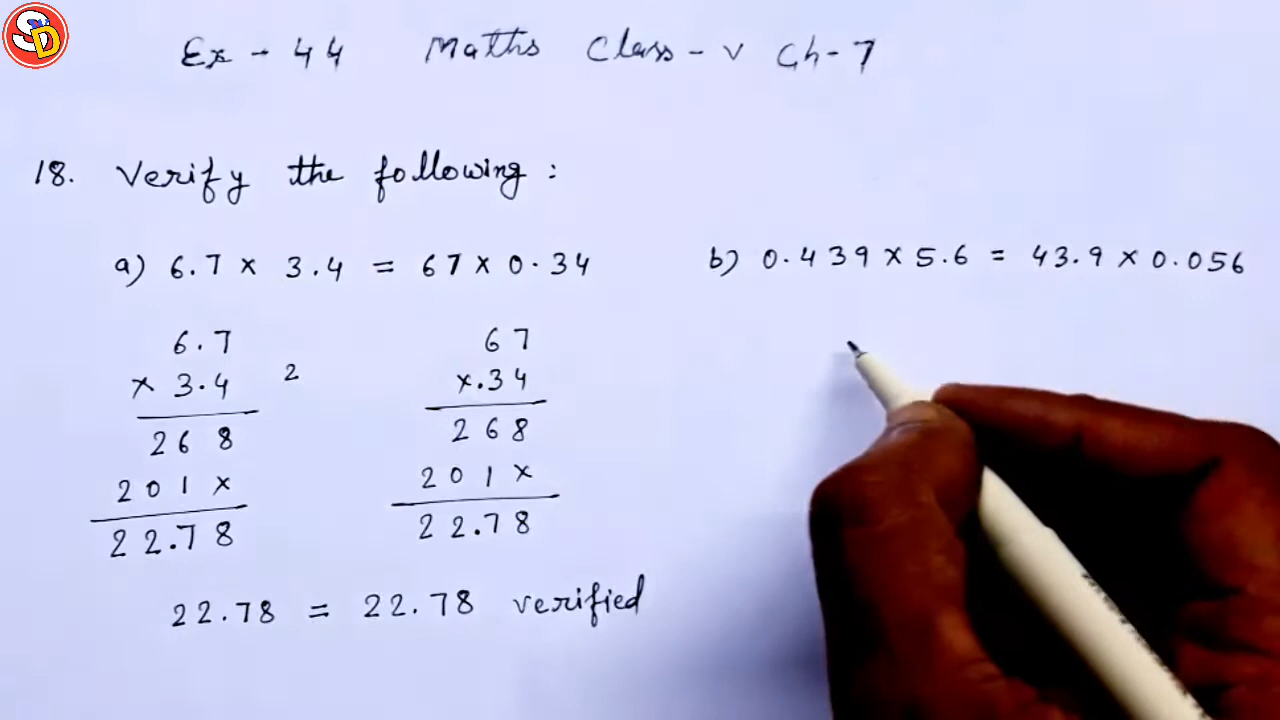 SD
Ex - 44 Maths Class - V Ch - 7
18. Verify the following :
a) 6.7 × 3.4 = 67 × 0.34
b) 0.439 × 5.6 = 43.9 × 0.056
6.7
× 3.4 2
268
201×
22.78
67
×.34
268
201×
22.78
22.78 = 22.78 verified